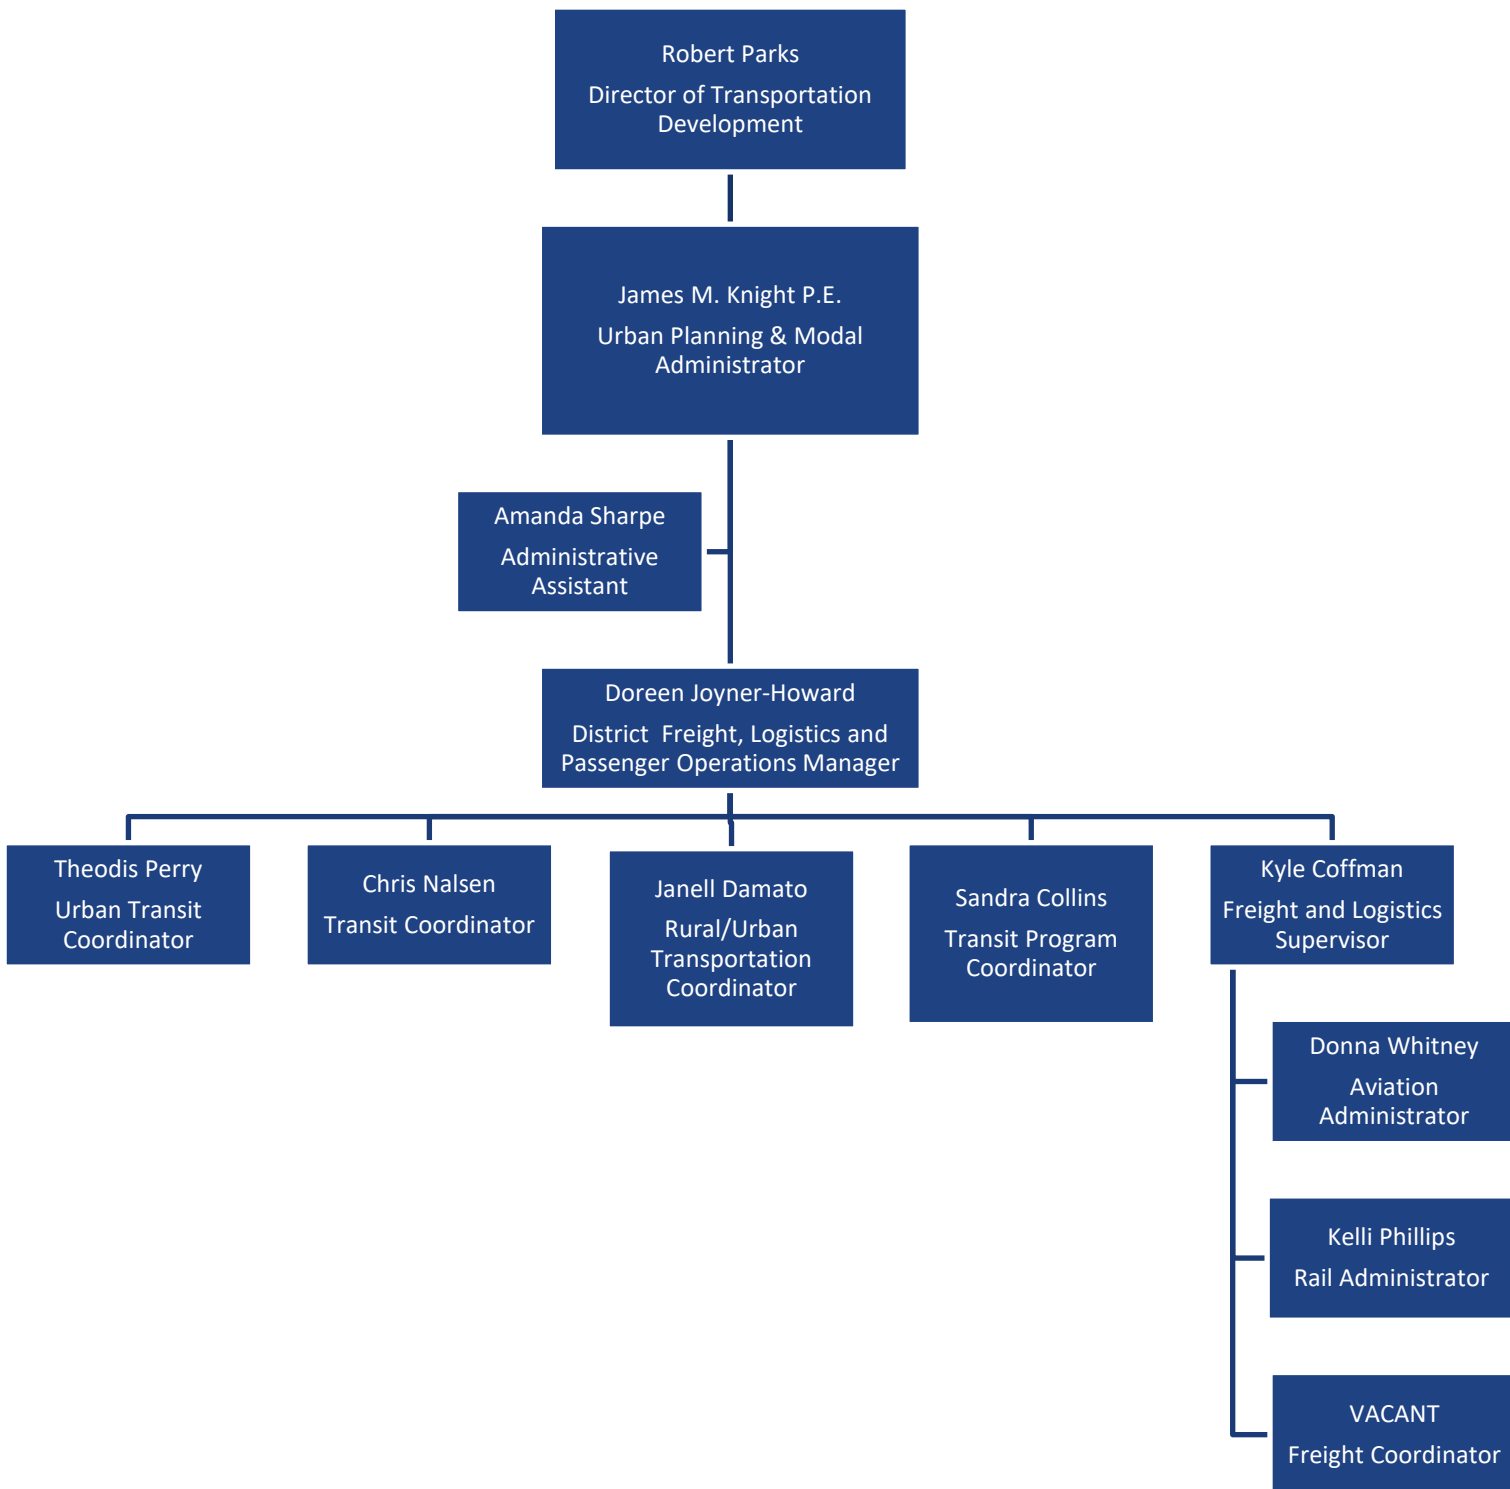 Robert Parks
Director of Transportation
Development
James M. Knight P.E.
Urban Planning & Modal
Administrator
Amanda Sharpe
Administrative
Assistant
Doreen Joyner-Howard
District  Freight, Logistics and
Passenger Operations Manager
Theodis Perry
Urban Transit
Coordinator
Chris Nalsen
Transit Coordinator
Janell Damato
Rural/Urban
Transportation
Coordinator
Sandra Collins
Transit Program
Coordinator
Kyle Coffman
Freight and Logistics
Supervisor
Donna Whitney
Aviation
Administrator
Kelli Phillips
Rail Administrator
VACANT
Freight Coordinator